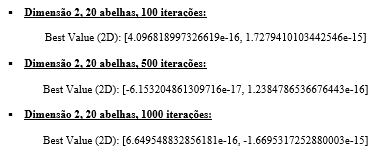 ▪ Dimensão 2, 20 abelhas, 100 iterações:
Best Value (2D): [4.096818997326619e-16, 1.7279410103442546e-15]
▪ Dimensão 2, 20 abelhas, 500 iterações:
Best Value (2D): [-6.153204861309716e-17, 1.2384786536676443e-16]
▪ Dimensão 2, 20 abelhas, 1000 iterações:
Best Value (2D): [6.649548832856181e-16, -1.6695317252880003e-15]